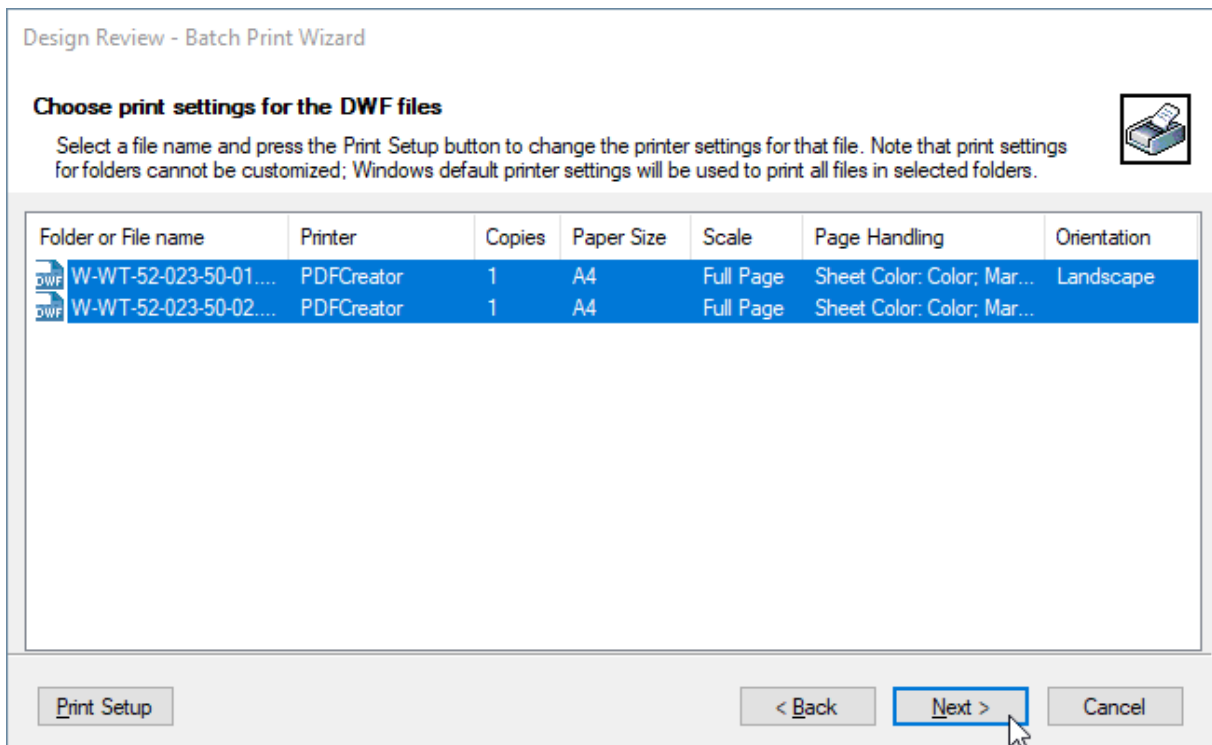 Design Review - Batch Print Wizard
Choose print settings for the DWF files
Select a file name and press the Print Setup button to change the printer settings for that file. Note that print settings
for folders cannot be customized; Windows default printer settings will be used to print all files in selected folders.
Folder or File name Printer Copies Paper Size Scale Page Handling Orientation
DWF W-WT-52-023-50-01.... PDFCreator 1 A4 Full Page Sheet Color: Color; Mar... Landscape
DWF W-WT-52-023-50-02.... PDFCreator 1 A4 Full Page Sheet Color: Color; Mar...
Print Setup < Back Next > Cancel